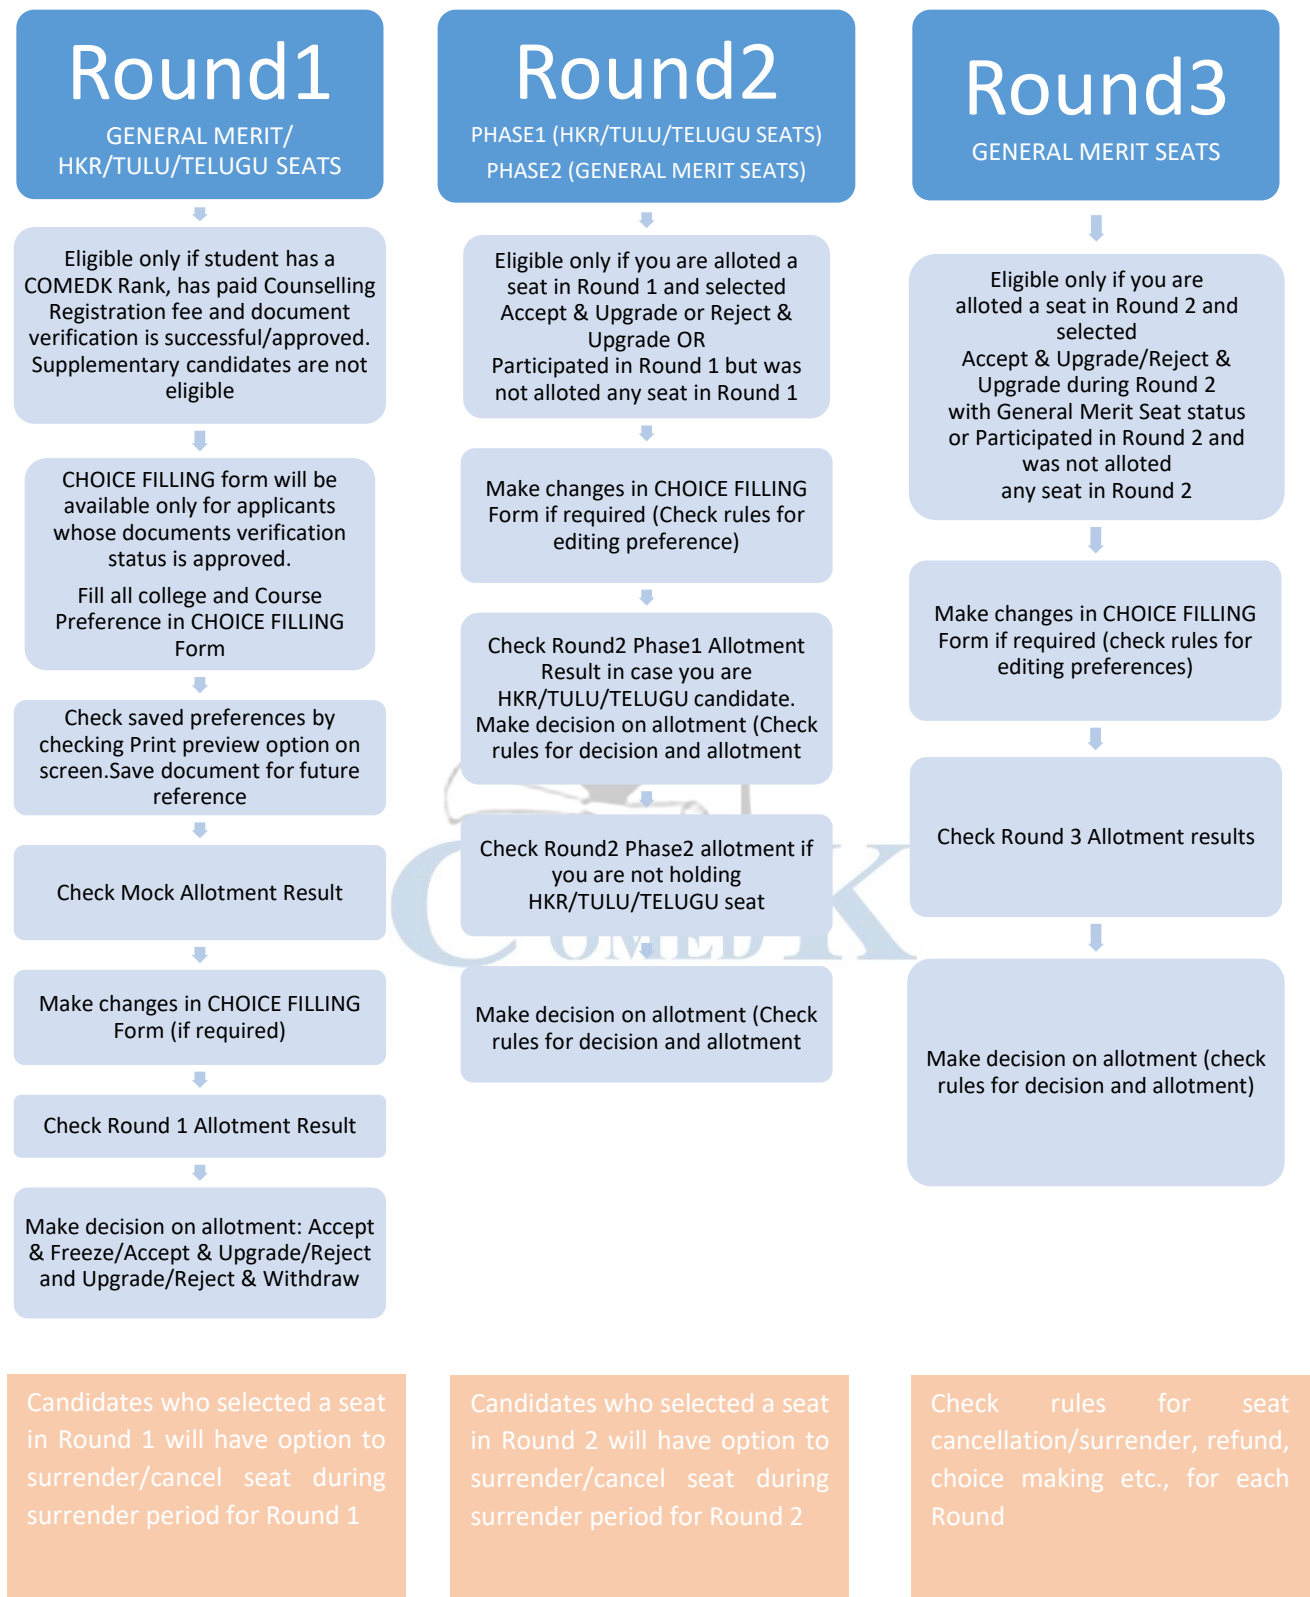 Round1
GENERAL MERIT/
HKR/TULU/TELUGU SEATS
Eligible only if student has a
COMEDK Rank, has paid Counselling
Registration fee and document
verification is successful/approved.
Supplementary candidates are not
eligible
CHOICE FILLING form will be
available only for applicants
whose documents verification
status is approved.
Fill all college and Course
Preference in CHOICE FILLING
Form
Check saved preferences by
checking Print preview option on
screen.Save document for future
reference
Check Mock Allotment Result
Make changes in CHOICE FILLING
Form (if required)
Check Round 1 Allotment Result
Make decision on allotment: Accept
& Freeze/Accept & Upgrade/Reject
and Upgrade/Reject & Withdraw
Candidates who selected a seat
in Round 1 will have option to
surrender/cancel seat during
surrender period for Round 1
Round2
PHASE1 (HKR/TULU/TELUGU SEATS)
PHASE2 (GENERAL MERIT SEATS)
Eligible only if you are alloted a
seat in Round 1 and selected
Accept & Upgrade or Reject &
Upgrade OR
Participated in Round 1 but was
not alloted any seat in Round 1
Make changes in CHOICE FILLING
Form if required (Check rules for
editing preference)
Check Round2 Phase1 Allotment
Result in case you are
HKR/TULU/TELUGU candidate.
Make decision on allotment (Check
rules for decision and allotment
Check Round2 Phase2 allotment if
you are not holding
HKR/TULU/TELUGU seat
Make decision on allotment (Check
rules for decision and allotment
Candidates who selected a seat
in Round 2 will have option to
surrender/cancel seat during
surrender period for Round 2
Round3
GENERAL MERIT SEATS
Eligible only if you are
alloted a seat in Round 2 and
selected
Accept & Upgrade/Reject &
Upgrade during Round 2
with General Merit Seat status
or Participated in Round 2 and
was not alloted
any seat in Round 2
Make changes in CHOICE FILLING
Form if required (check rules for
editing preferences)
Check Round 3 Allotment results
Make decision on allotment (check
rules for decision and allotment)
Check rules for seat
cancellation/surrender, refund,
choice making etc., for each
Round
COMEDK